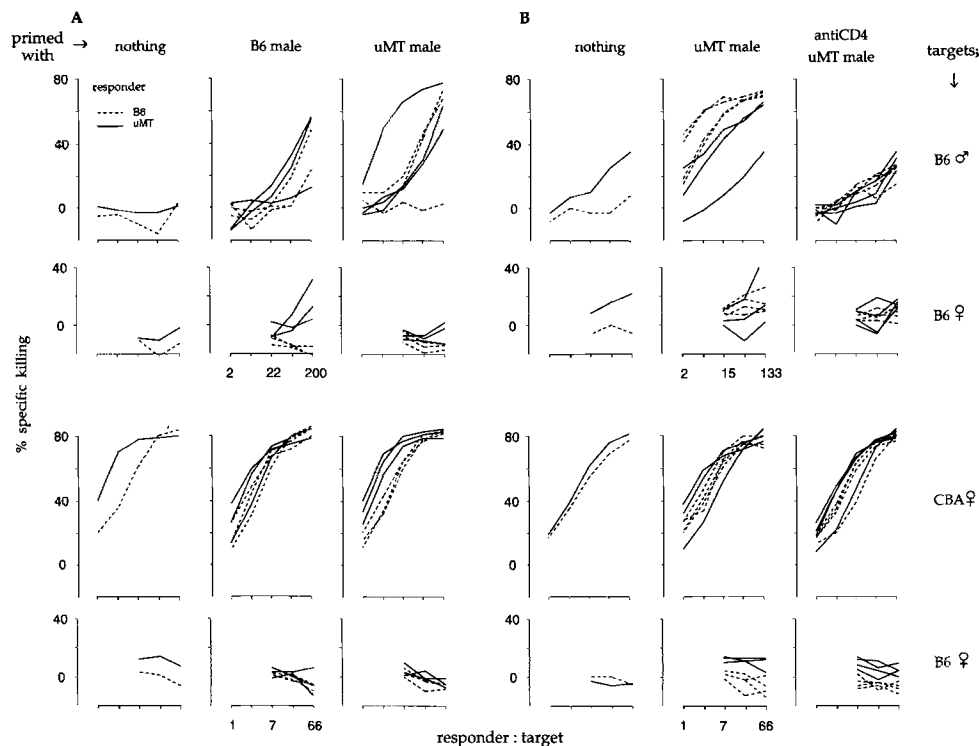 A
B
primed with →
nothing
B6 male
uMT male
nothing
uMT male
antiCD4 uMT male
targets; ↓
responder
B6
uMT
80
40
0
80
40
0
B6 ♂
40
0
40
0
B6 ♀
2
22
200
2
15
133
% specific killing
80
40
0
80
40
0
CBA♀
40
0
40
0
B6 ♀
1
7
66
1
7
66
responder : target